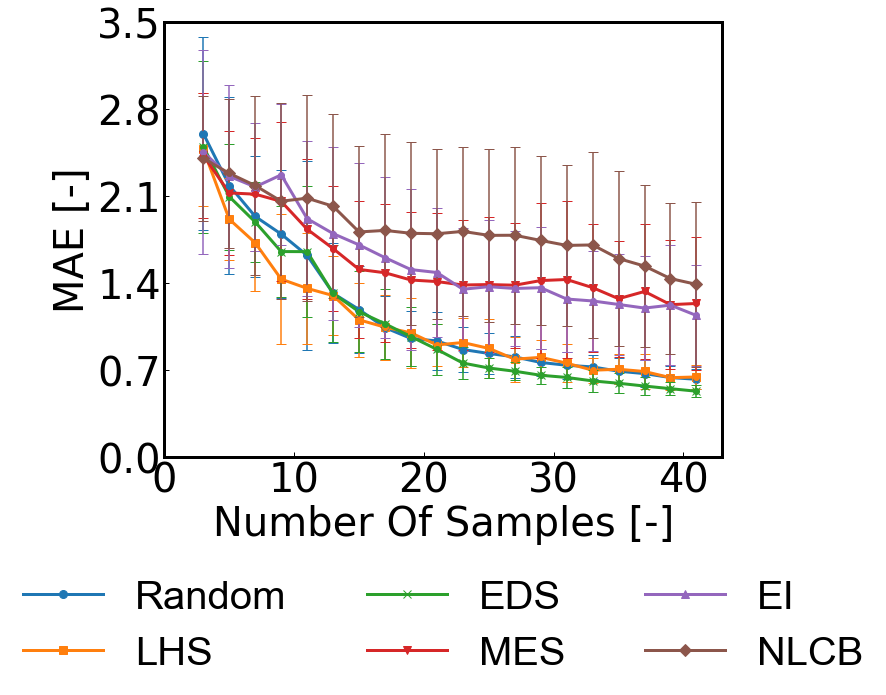 3.5
2.8
2.1
1.4
0.7
0.0
MAE [-]
0 10 20 30 40
Number Of Samples [-]
Random EDS EI
LHS MES NLCB